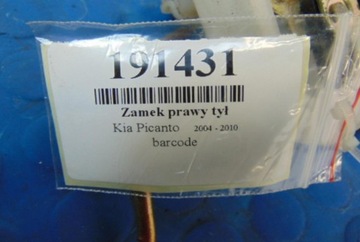 191431
Zamek prawy tył
Kia Picanto 2004 - 2010
barcode